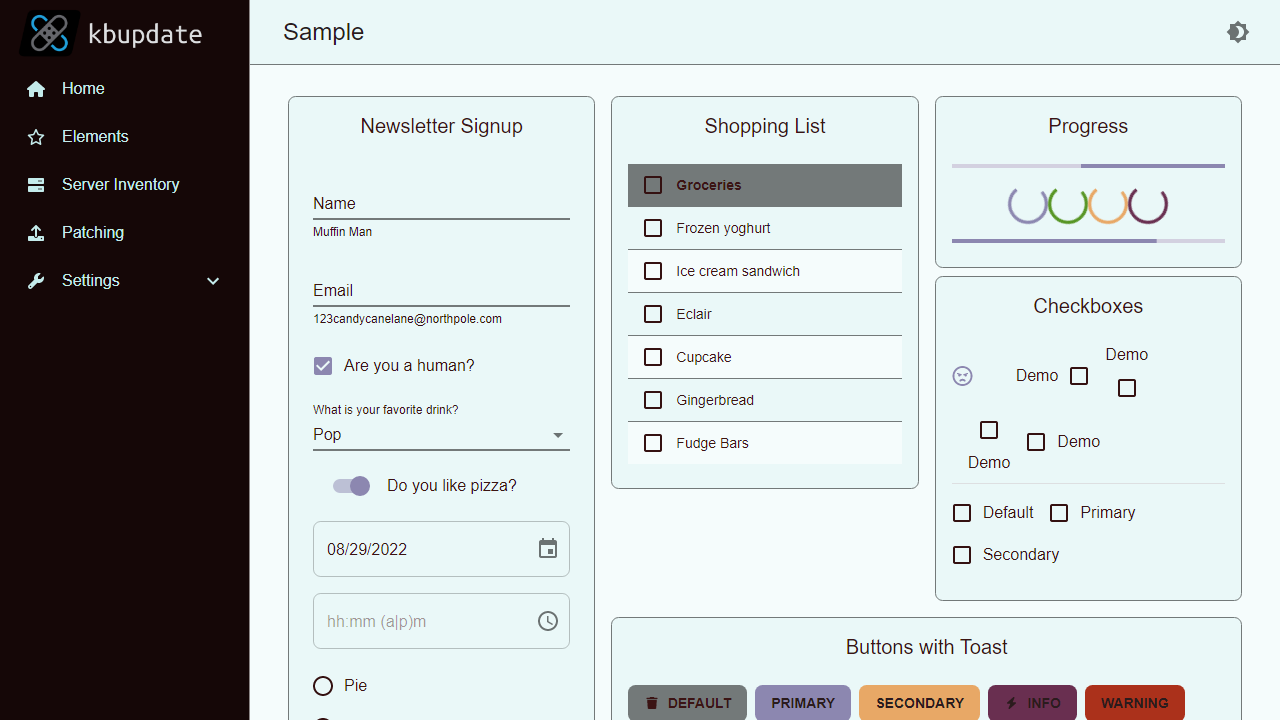 kbupdate
Home
Elements
Server Inventory
Patching
Settings
Sample
Newsletter Signup
Name
Muffin Man
Email
123candycanelane@northpole.com
Are you a human?
What is your favorite drink?
Pop
Do you like pizza?
08/29/2022
hh:mm (a|p)m
Pie
Shopping List
Groceries
Frozen yoghurt
Ice cream sandwich
Eclair
Cupcake
Gingerbread
Fudge Bars
Progress
Checkboxes
Demo
Demo
Demo
Demo
Default Primary
Secondary
Buttons with Toast
DEFAULT PRIMARY SECONDARY INFO WARNING